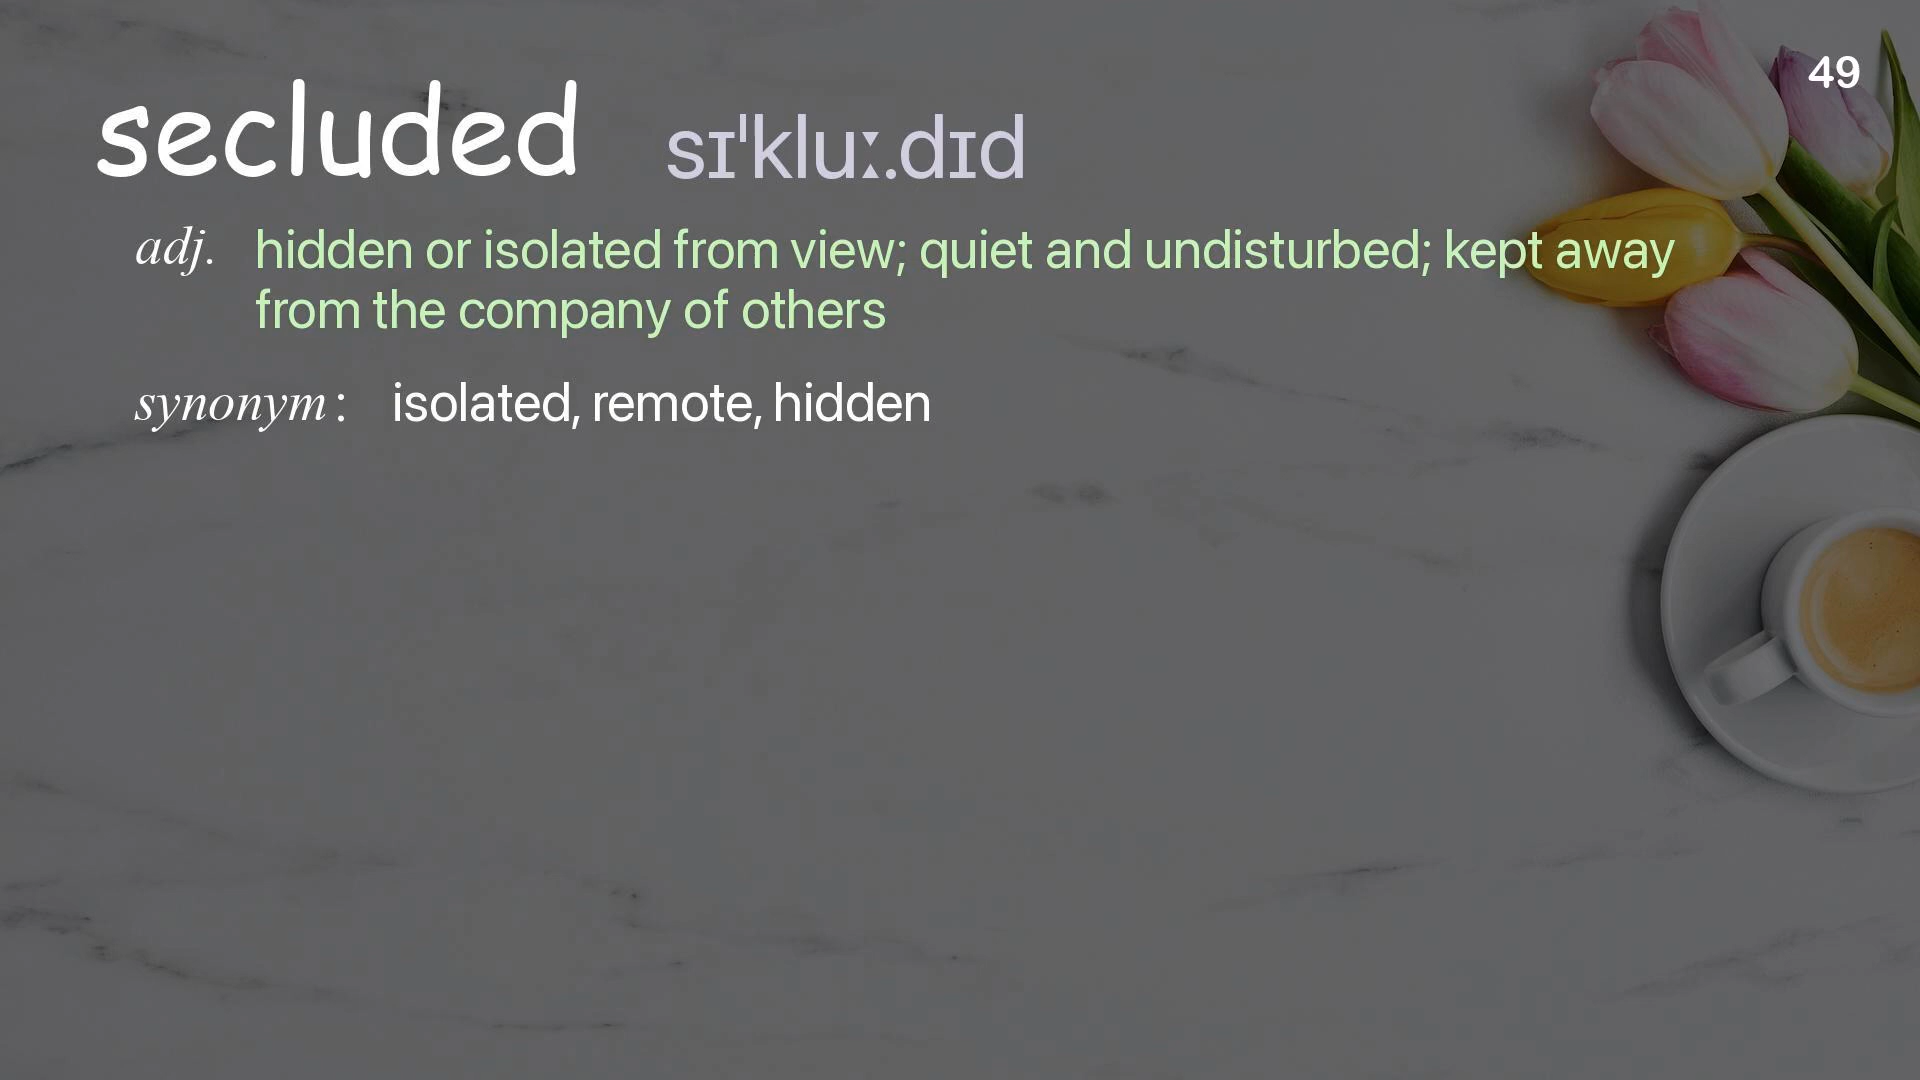 49
secluded sɪˈkluː.dɪd
adj. hidden or isolated from view; quiet and undisturbed; kept away
from the company of others
synonym: isolated, remote, hidden